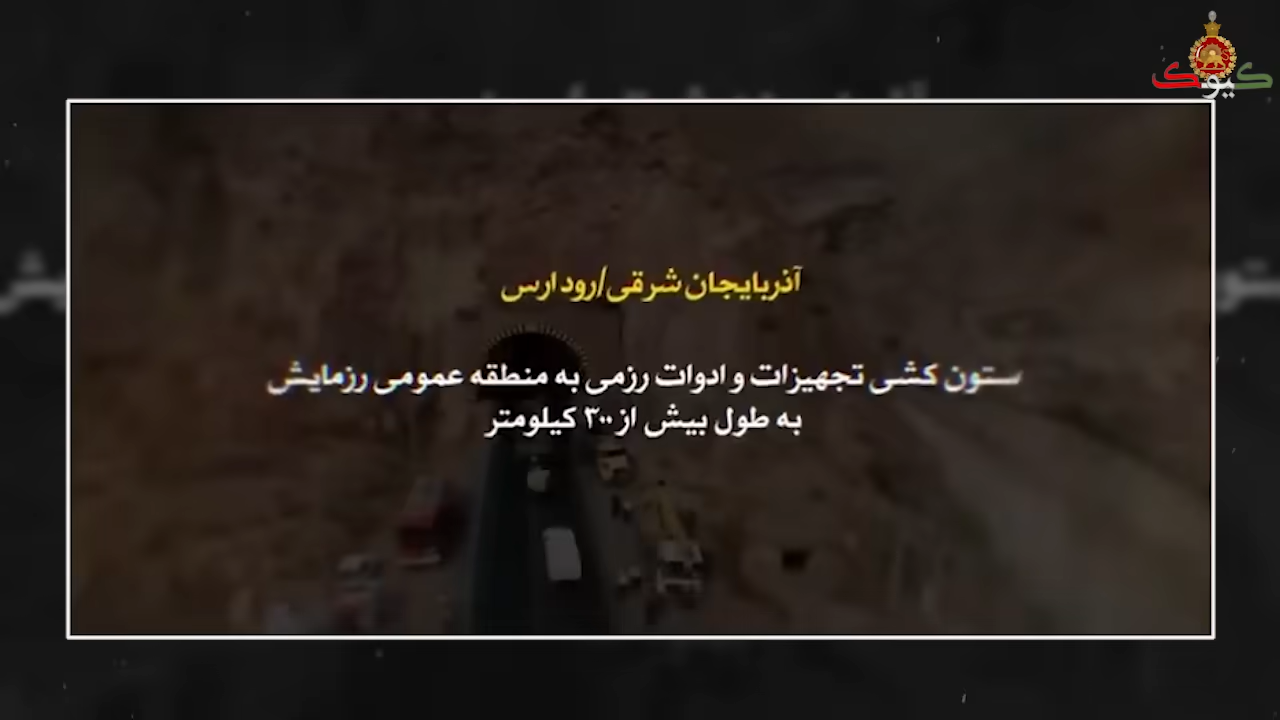 کیوک
آذربایجان شرقی/رود ارس
ستون کشی تجهیزات و ادوات رزمی به منطقه عمومی رزمایش
به طول بیش از ۳۰۰ کیلومتر